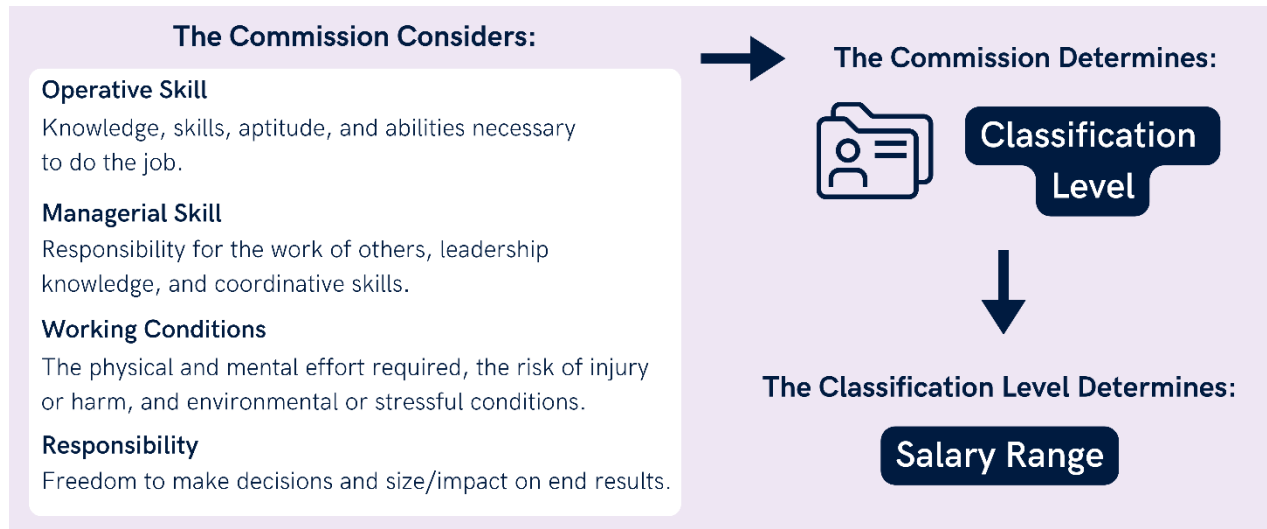 The Commission Considers:
Operative Skill
Knowledge, skills, aptitude, and abilities necessary
to do the job.
Managerial Skill
Responsibility for the work of others, leadership
knowledge, and coordinative skills.
Working Conditions
The physical and mental effort required, the risk of injury
or harm, and environmental or stressful conditions.
Responsibility
Freedom to make decisions and size/impact on end results.
The Commission Determines:
Classification
Level
The Classification Level Determines:
Salary Range